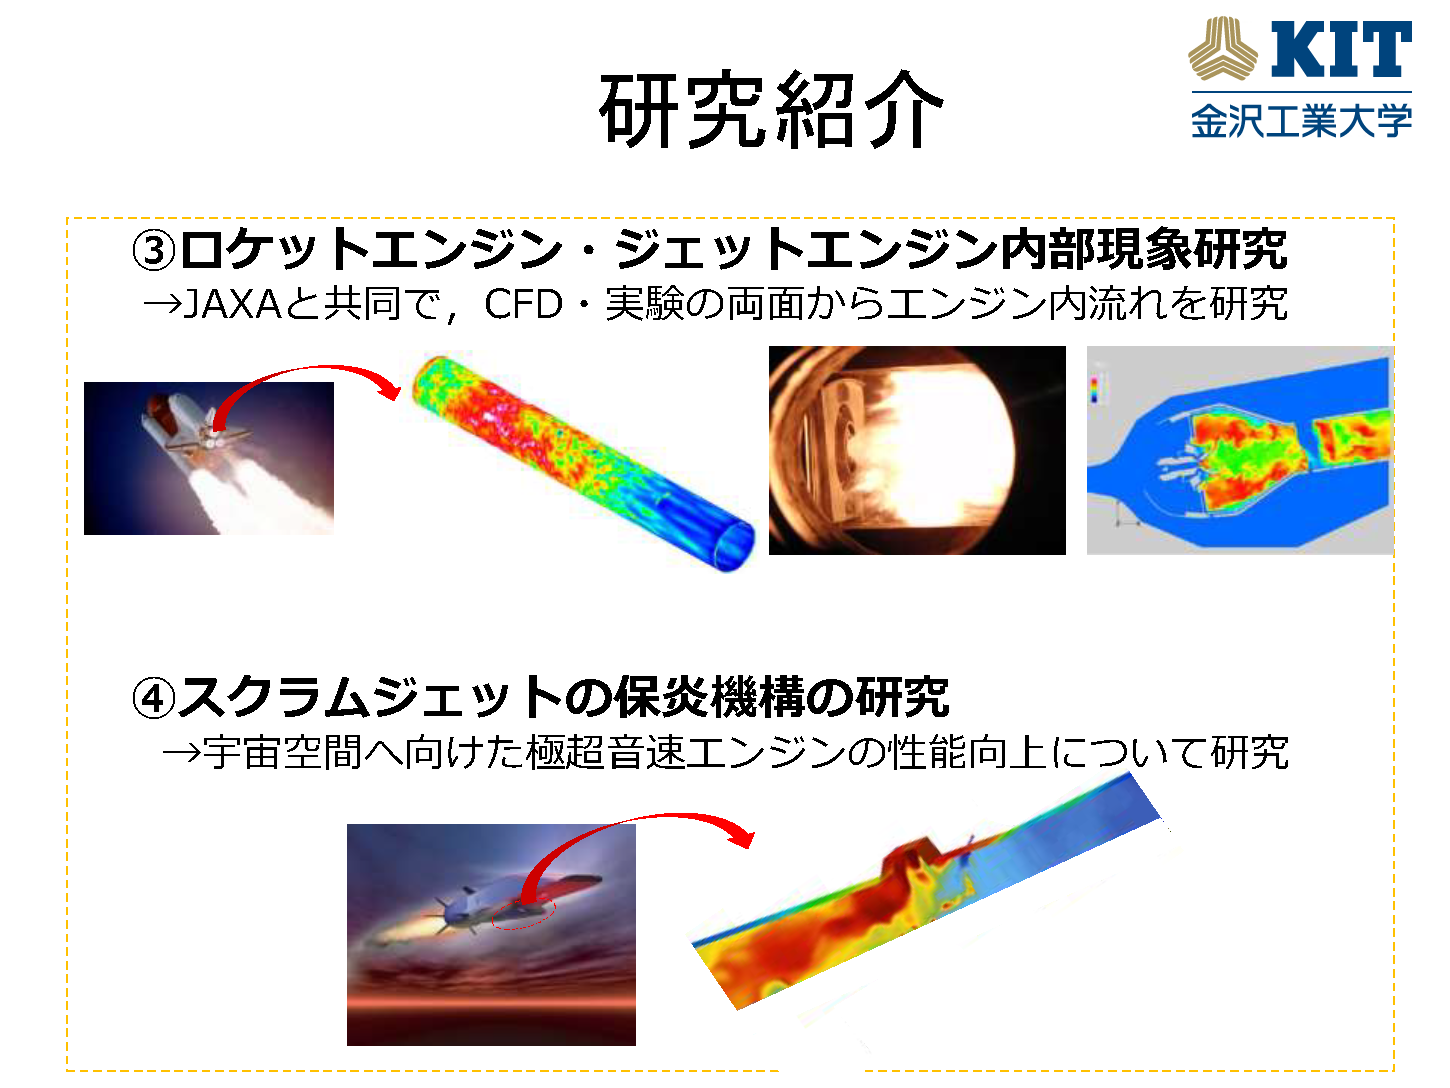 研究紹介
KIT
金沢工業大学
③ロケットエンジン・ジェットエンジン内部現象研究
→JAXAと共同で，CFD・実験の両面からエンジン内流れを研究
④スクラムジェットの保炎機構の研究
→宇宙空間へ向けた極超音速エンジンの性能向上について研究